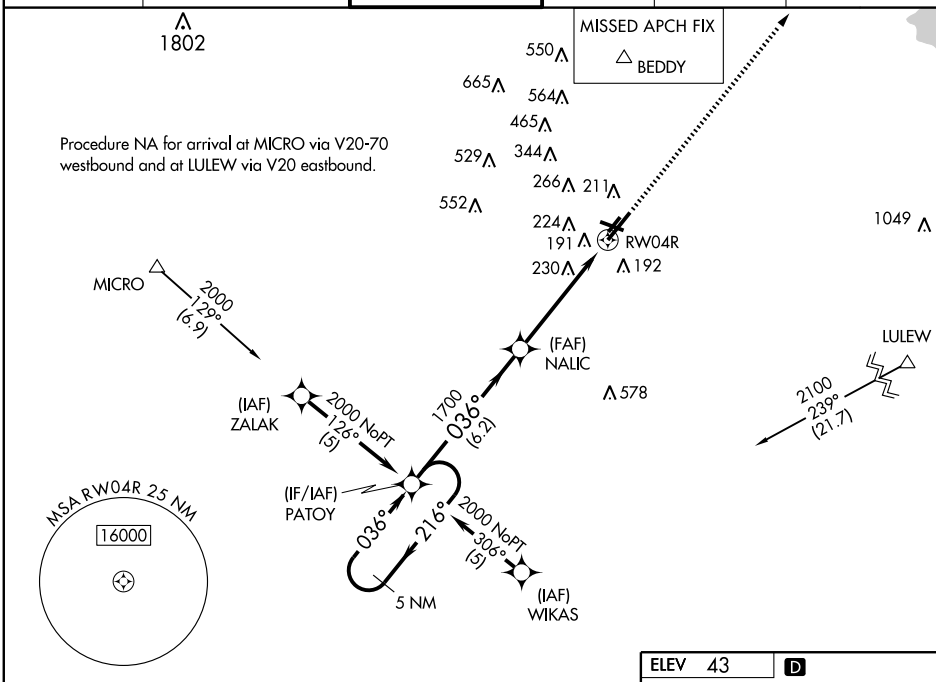 1802
MISSED APCH FIX
BEDDY
550
665
564
465
Procedure NA for arrival at MICRO via V20-70
westbound and at LULEW via V20 eastbound.
529
344
266
211
552
224
1049
191
RW04R
230
192
MICRO
2000
129°
(6.9)
(FAF)
NALIC
LULEW
2100
239°
(21.7)
578
(IAF)
ZALAK
2000 NoPT
126°
(5)
1700
036°
(6.2)
(IF/IAF)
PATOY
036°
216°
2000 NoPT
306°
(5)
MSA RW04R 25 NM
16000
5 NM
(IAF)
WIKAS
ELEV 43
D